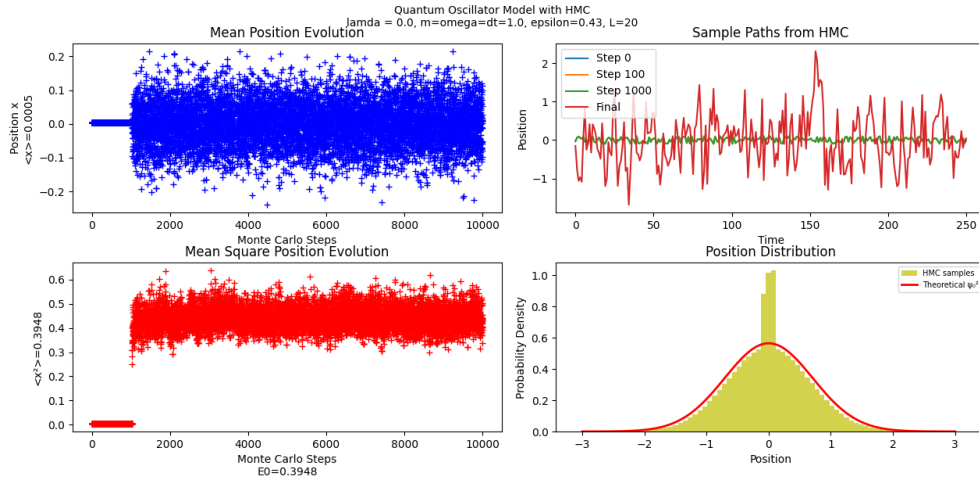 Quantum Oscillator Model with HMC
lamda = 0.0, m=omega=dt=1.0, epsilon=0.43, L=20
Mean Position Evolution
Position x
<x>=0.0005
0.2
0.1
0.0
−0.1
−0.2
0
2000
4000
6000
8000
10000
Monte Carlo Steps
Sample Paths from HMC
Step 0
Step 100
Step 1000
Final
Position
2
1
0
−1
0
50
100
150
200
250
Time
Mean Square Position Evolution
<x²>=0.3948
0.6
0.5
0.4
0.3
0.2
0.1
0.0
0
2000
4000
6000
8000
10000
Monte Carlo Steps
E0=0.3948
Position Distribution
HMC samples
Theoretical ψ₀²
Probability Density
1.0
0.8
0.6
0.4
0.2
0.0
−3
−2
−1
0
1
2
3
Position